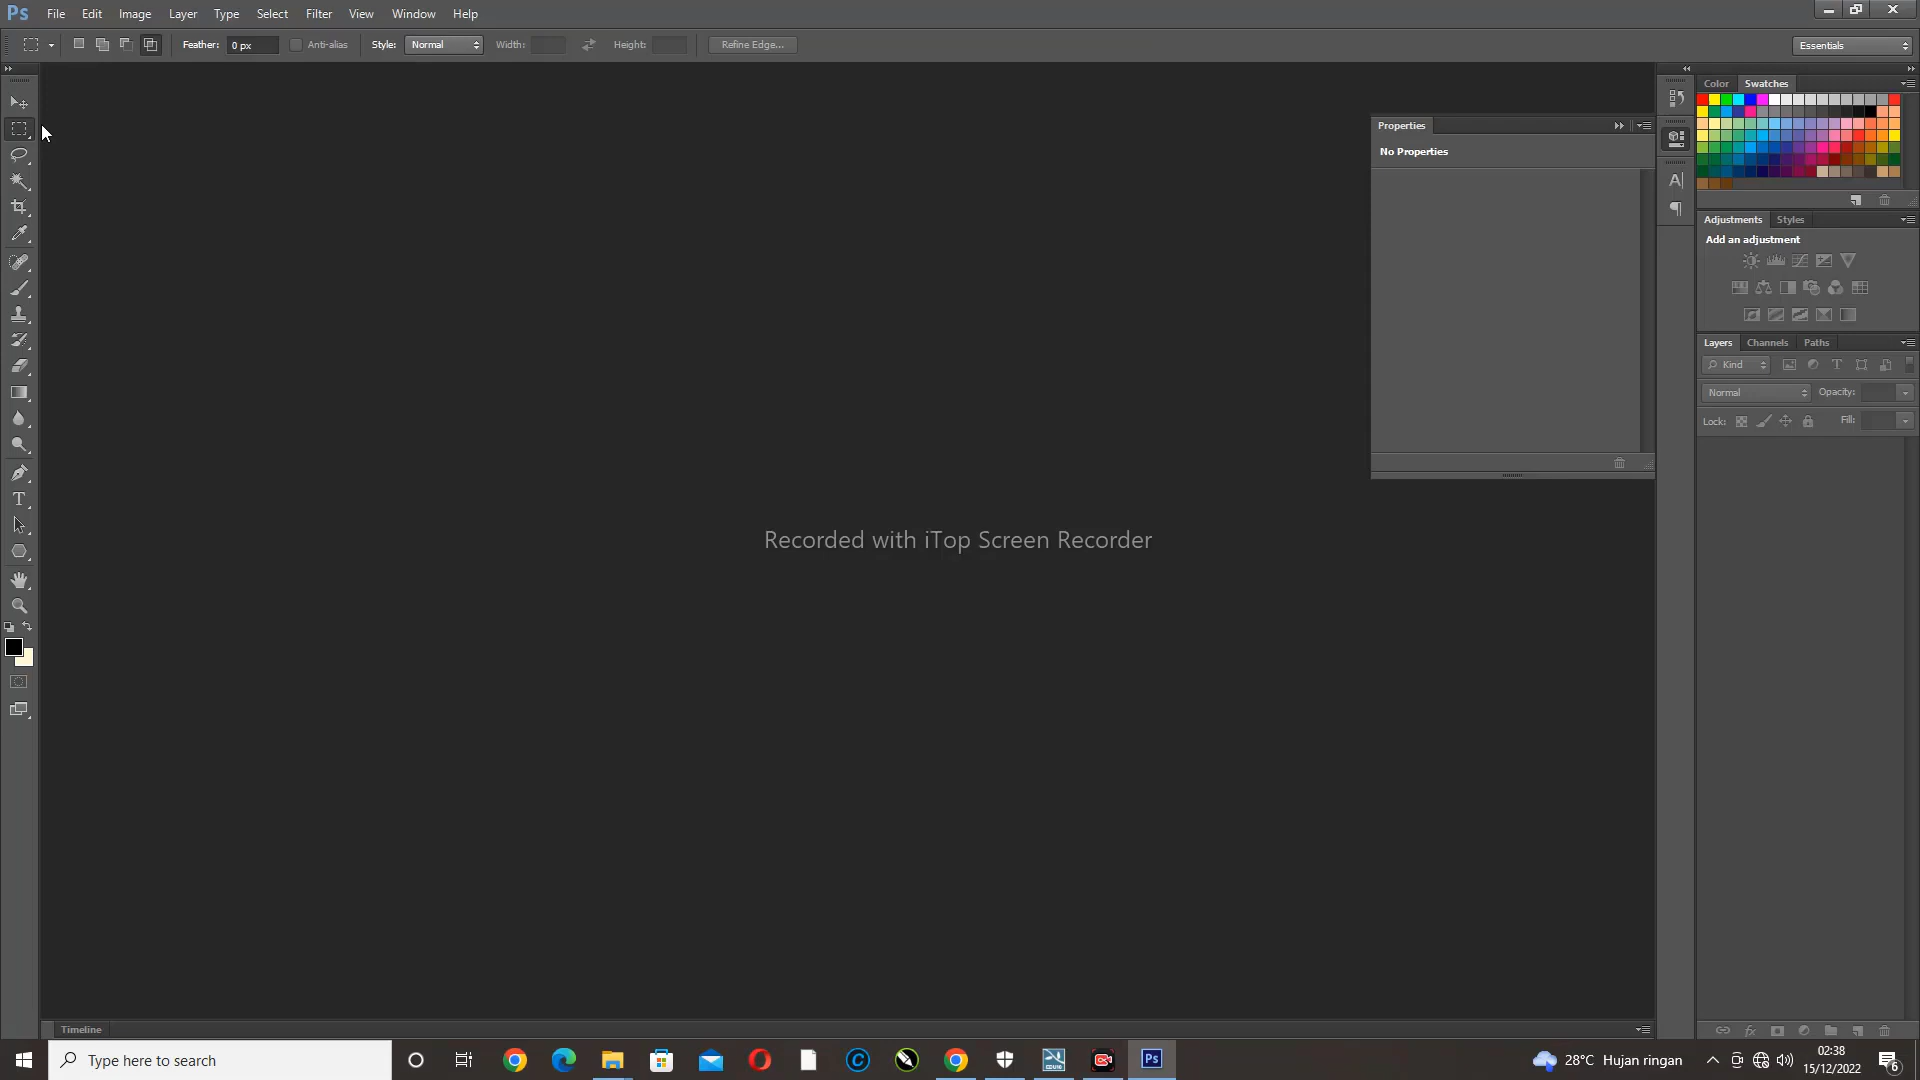 Ps File Edit Image Layer Type Select Filter View Window Help
Feather: 0 px Anti-alias Style: Normal Width: Height: Refine Edge... Essentials
Color Swatches
Properties
No Properties
Adjustments Styles
Add an adjustment
Layers Channels Paths
Kind
Normal Opacity:
Lock: Fill:
Recorded with iTop Screen Recorder
Timeline
Type here to search
Ps
28°C Hujan ringan
02:38
15/12/2022
6